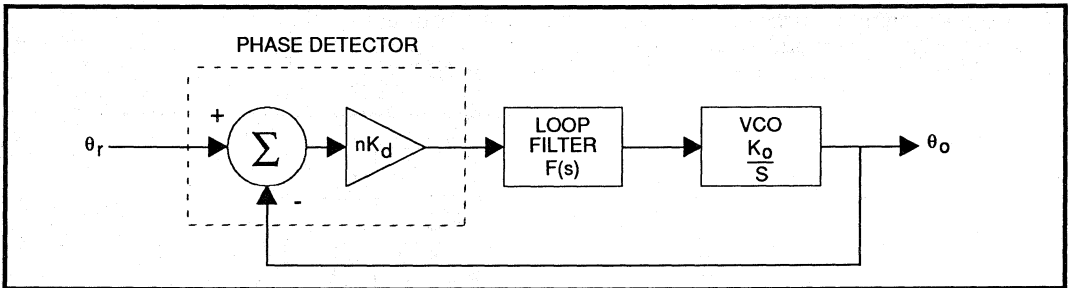 PHASE DETECTOR
θr
+
-
Σ
nKd
LOOP
FILTER
F(s)
VCO
Ko
S
θo